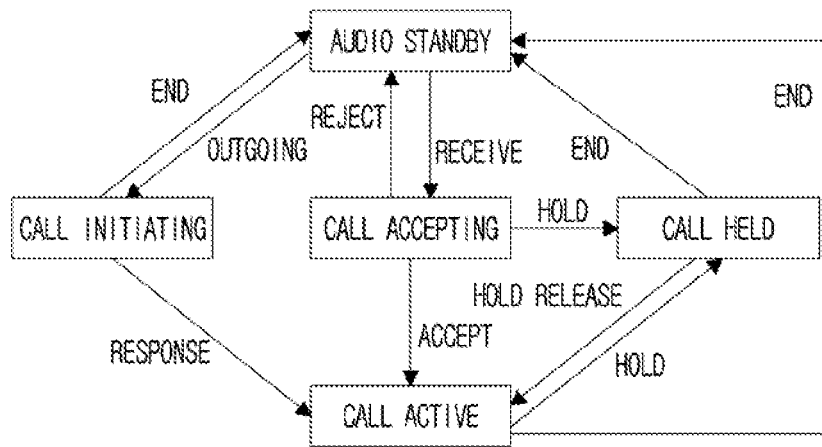 AUDIO STANDBY
END
END
REJECT
OUTGOING
RECEIVE
END
CALL INITIATING
CALL ACCEPTING
HOLD
CALL HELD
HOLD RELEASE
RESPONSE
ACCEPT
HOLD
CALL ACTIVE